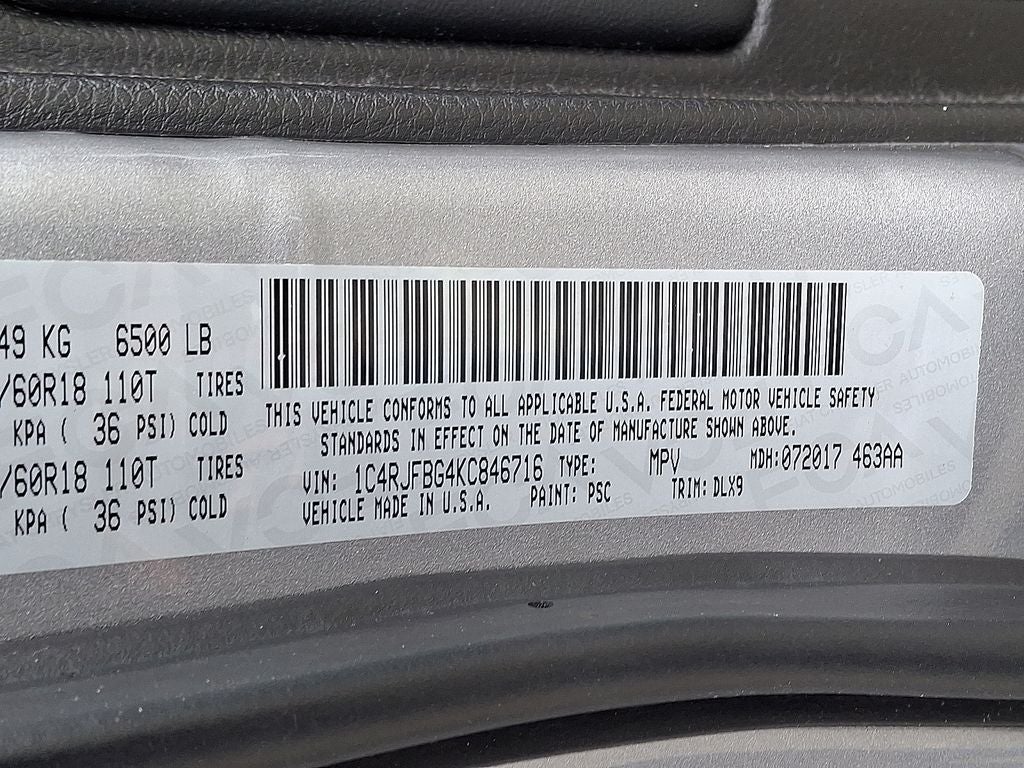 49 KG 6500 LB
/60R18 110T TIRES
KPA ( 36 PSI) COLD
/60R18 110T TIRES
KPA ( 36 PSI) COLD
THIS VEHICLE CONFORMS TO ALL APPLICABLE U.S.A. FEDERAL MOTOR VEHICLE SAFETY
STANDARDS IN EFFECT ON THE DATE OF MANUFACTURE SHOWN ABOVE.
VIN: 1C4RJFBG4KC846716 TYPE: MPV MDH:072017 463AA
VEHICLE MADE IN U.S.A. PAINT: PSC TRIM: DLX9